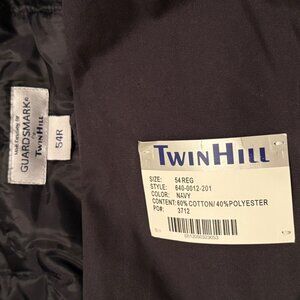 GUARDSMARK®
TWINHILL
54R
TWINHILL
SIZE: 54 REG
STYLE: 640-0012-201
COLOR: NAVY
CONTENT: 60% COTTON/ 40% POLYESTER
PO#: 3712